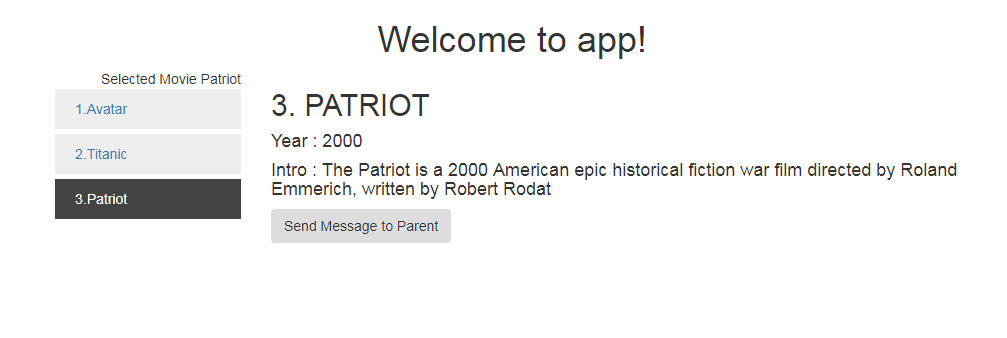 Welcome to app!
Selected Movie Patriot
1.Avatar
2.Titanic
3.Patriot
3. PATRIOT
Year : 2000
Intro : The Patriot is a 2000 American epic historical fiction war film directed by Roland
Emmerich, written by Robert Rodat
Send Message to Parent